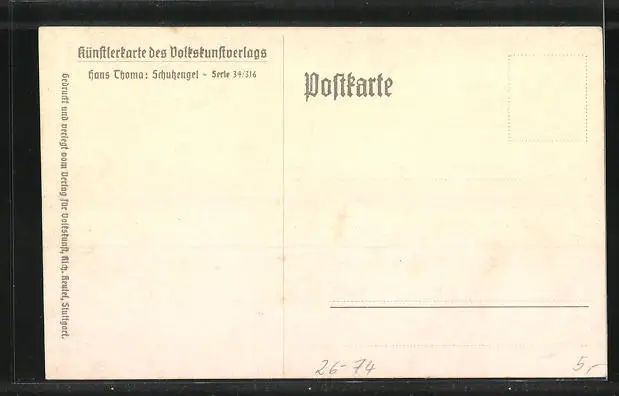 Künstlerkarte des Volkskunstverlags
Hans Thoma: Schutzengel - Serie 34/316
Gedruckt und verlegt vom Verlag für Volkskunst, Rich. Keutel, Stuttgart.
Postkarte
26-74
5,-